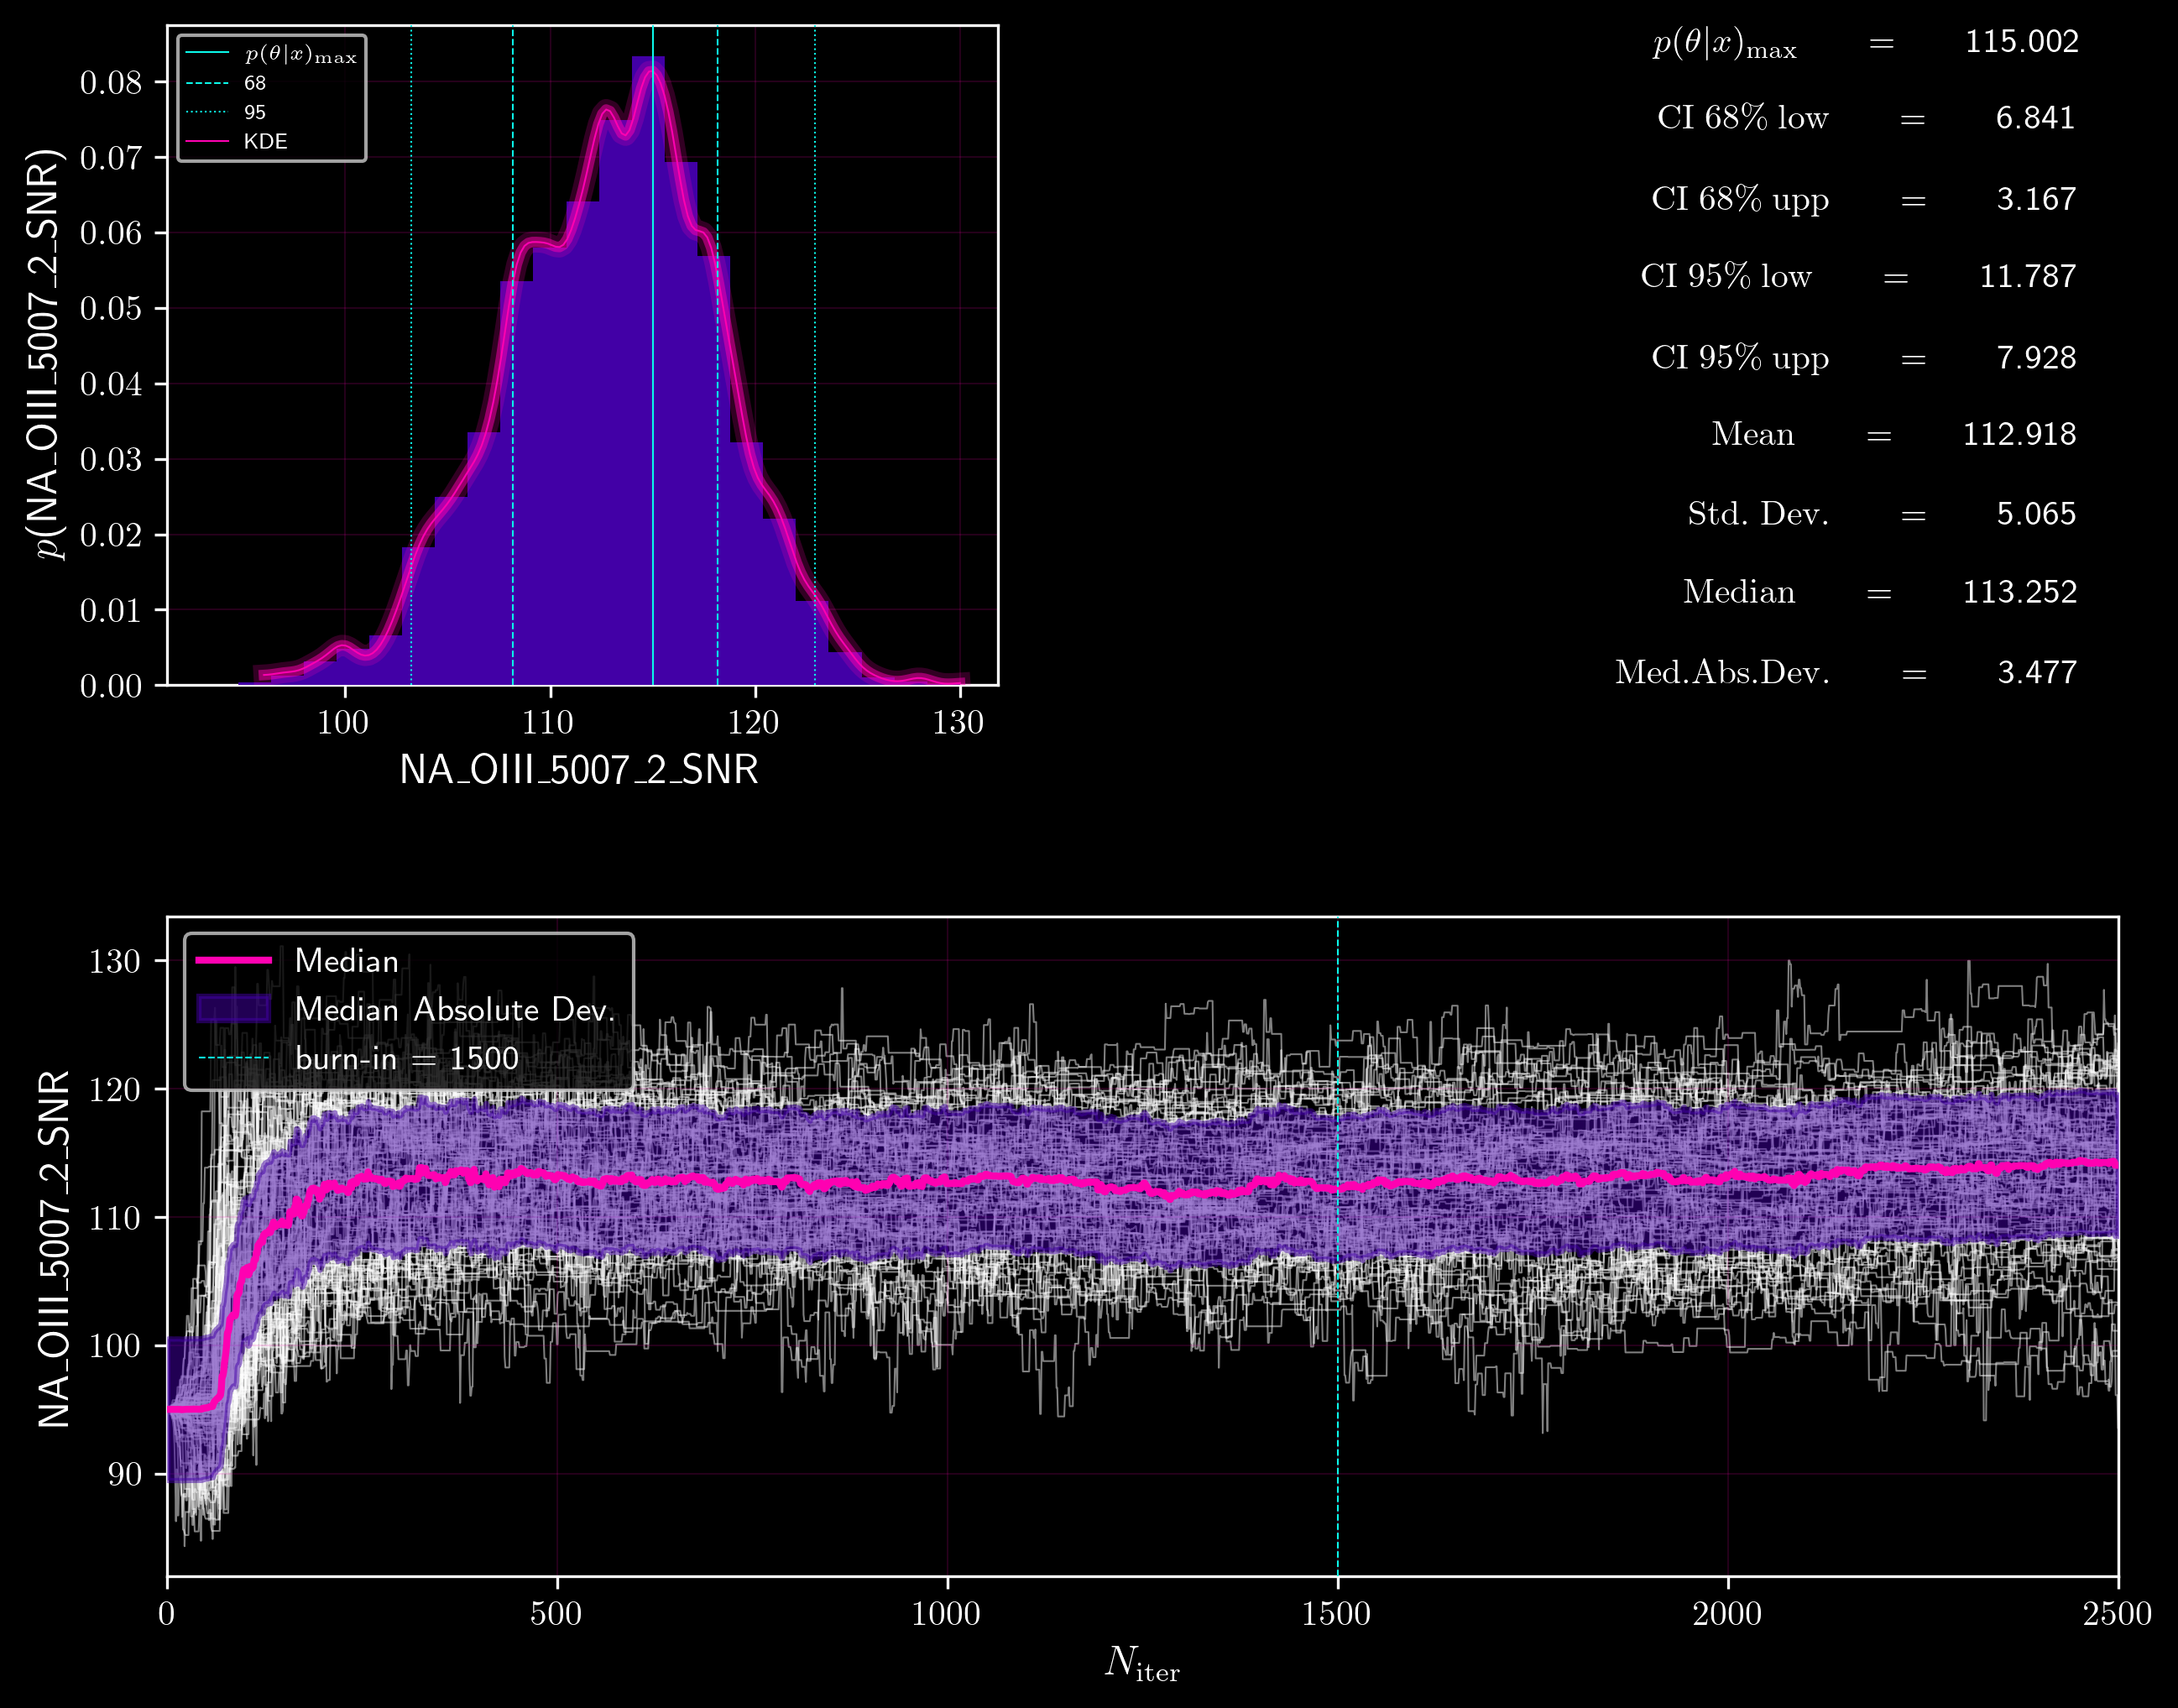 p(θ|x)max
68
95
KDE
0.08
0.07
0.06
0.05
0.04
0.03
0.02
0.01
0.00
p(NA_OIII_5007_2_SNR)
100 110 120 130
NA_OIII_5007_2_SNR
p(θ|x)max = 115.002
CI 68% low = 6.841
CI 68% upp = 3.167
CI 95% low = 11.787
CI 95% upp = 7.928
Mean = 112.918
Std. Dev. = 5.065
Median = 113.252
Med.Abs.Dev. = 3.477
Median
Median Absolute Dev.
burn-in = 1500
130
120
110
100
90
NA_OIII_5007_2_SNR
0 500 1000 1500 2000 2500
Niter